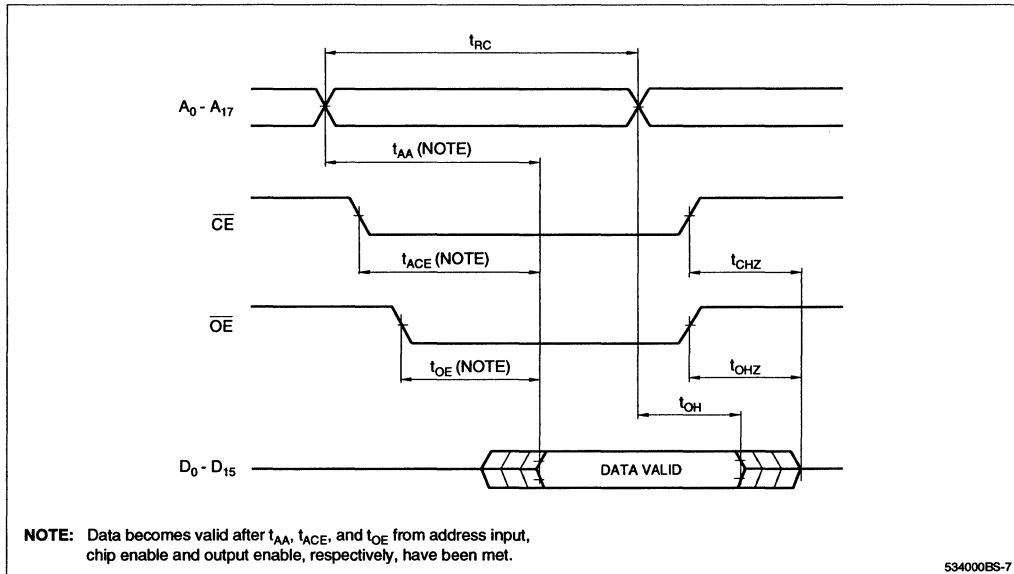 tRC
A0 - A17
tAA (NOTE)
CE
tACE (NOTE)
tCHZ
OE
tOE (NOTE)
tOHZ
tOH
D0 - D15
DATA VALID
NOTE: Data becomes valid after tAA, tACE, and tOE from address input,
chip enable and output enable, respectively, have been met.
534000BS-7